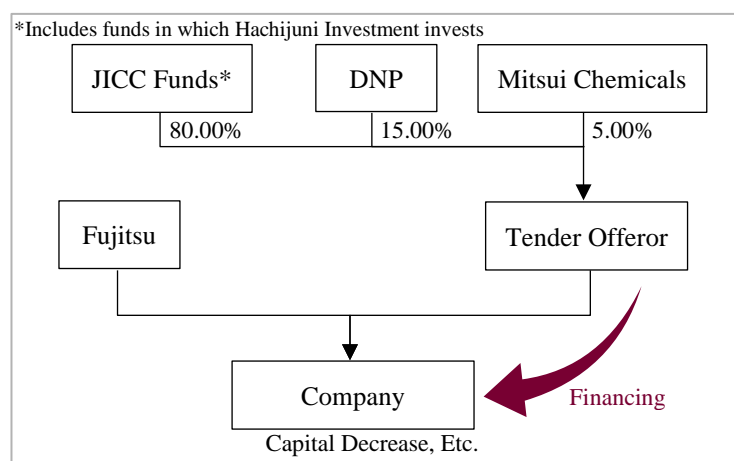 *Includes funds in which Hachijuni Investment invests
JICC Funds*
DNP
Mitsui Chemicals
80.00%
15.00%
5.00%
Fujitsu
Tender Offeror
Company
Financing
Capital Decrease, Etc.